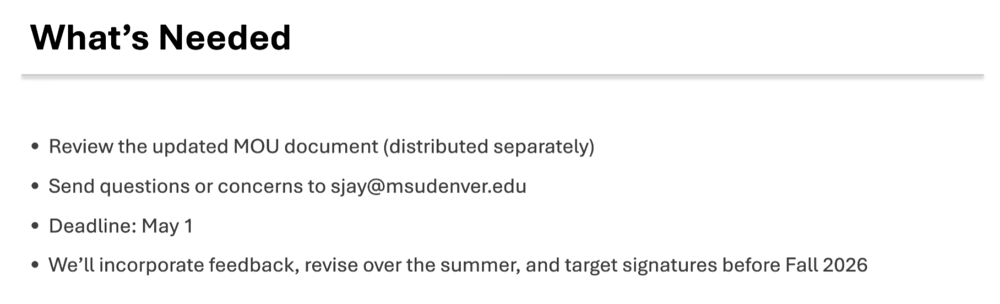 What’s Needed
• Review the updated MOU document (distributed separately)
• Send questions or concerns to sjay@msudenver.edu
• Deadline: May 1
• We’ll incorporate feedback, revise over the summer, and target signatures before Fall 2026